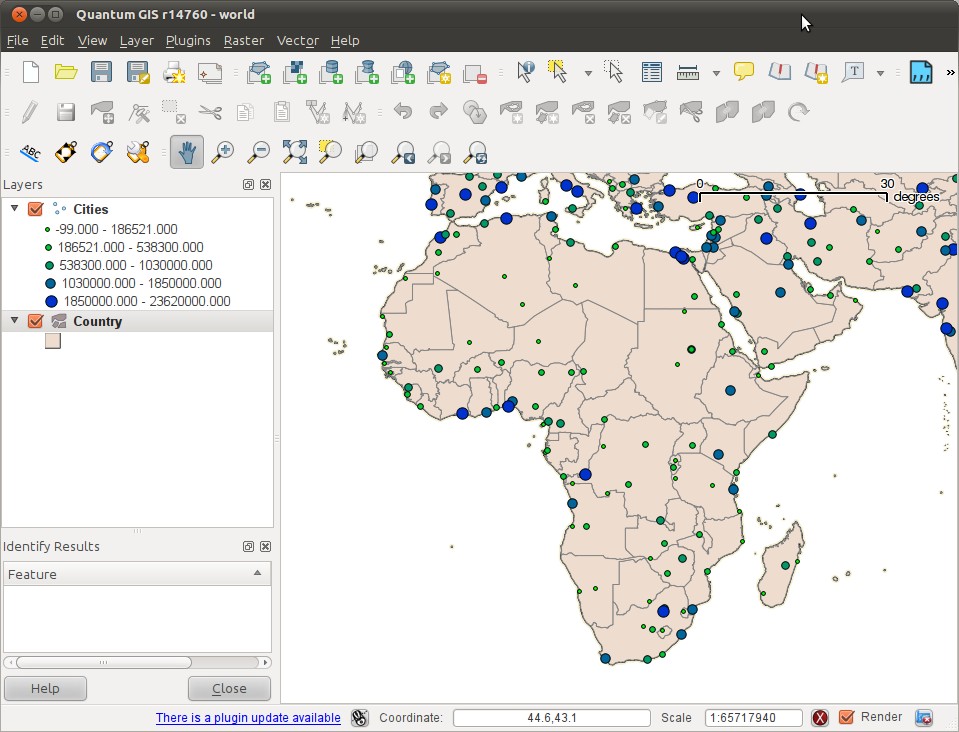 Quantum GIS r14760 - world
File Edit View Layer Plugins Raster Vector Help
T
ABC
Layers
Cities
-99.000 - 186521.000
186521.000 - 538300.000
538300.000 - 1030000.000
1030000.000 - 1850000.000
1850000.000 - 23620000.000
Country
0 30
degrees
Identify Results
Feature
Help Close
There is a plugin update available Coordinate: 44.6,43.1 Scale 1:65717940 Render